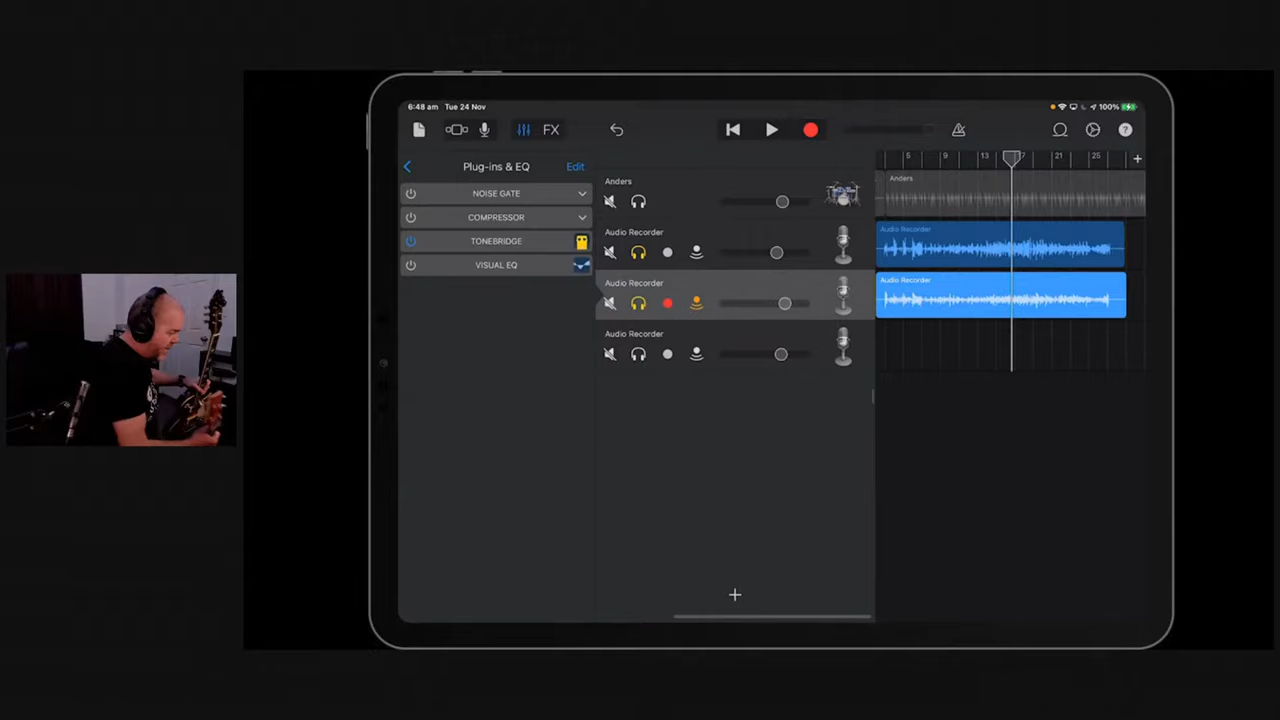 6:48 am Tue 24 Nov
100%
FX
Plug-ins & EQ
Edit
NOISE GATE
COMPRESSOR
TONEBRIDGE
VISUAL EQ
Anders
Audio Recorder
Audio Recorder
Audio Recorder
5 9 13 17 21 25
Anders
Audio Recorder
Audio Recorder